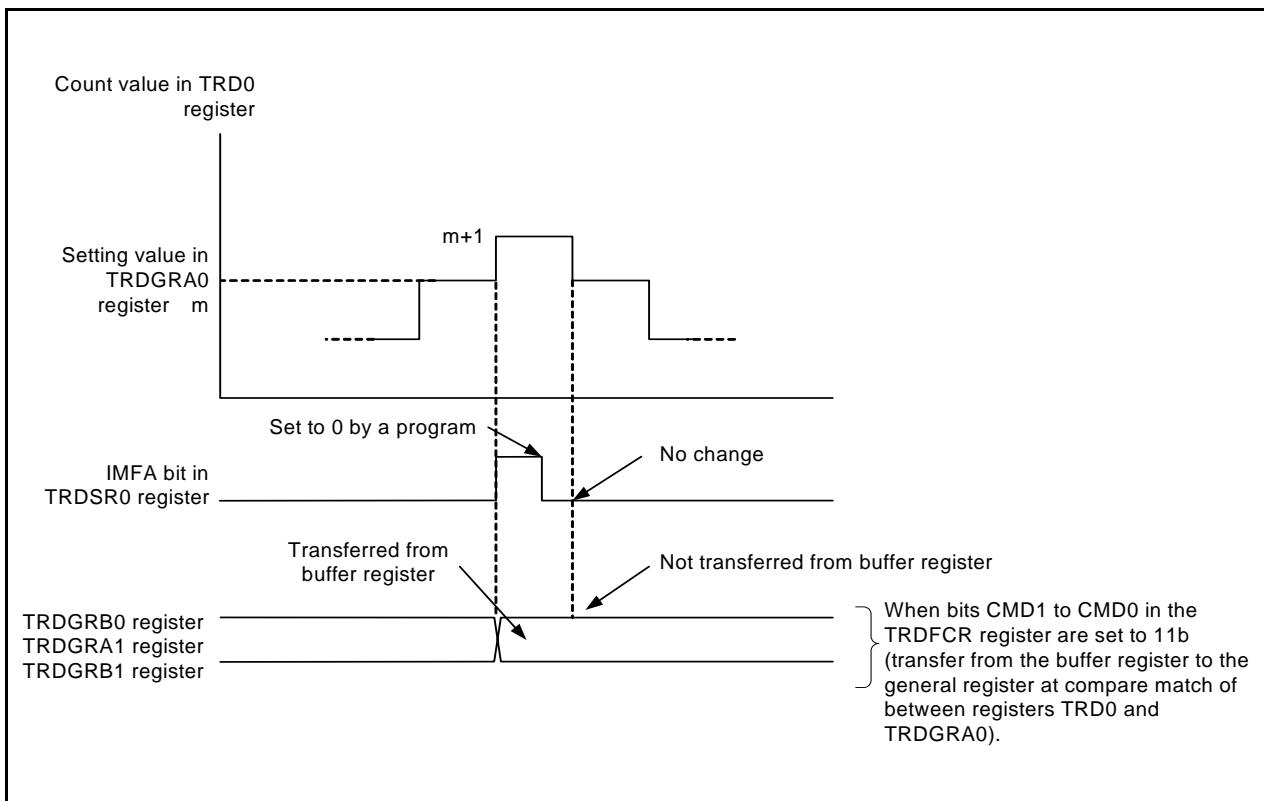 Count value in TRD0
register
m+1
Setting value in
TRDGRA0
register m
Set to 0 by a program
No change
IMFA bit in
TRDSR0 register
Transferred from
buffer register
Not transferred from buffer register
TRDGRB0 register
TRDGRA1 register
TRDGRB1 register
When bits CMD1 to CMD0 in the
TRDFCR register are set to 11b
(transfer from the buffer register to the
general register at compare match of
between registers TRD0 and
TRDGRA0).